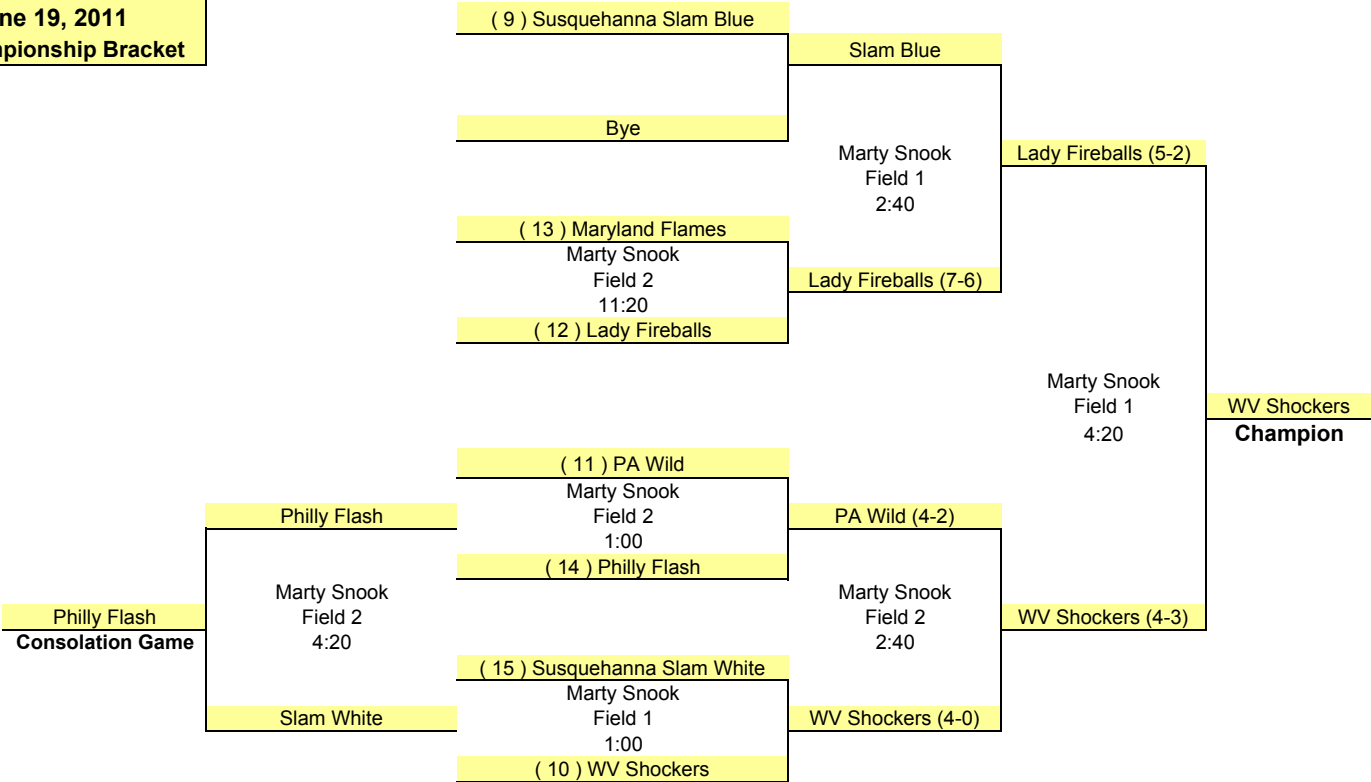 ne 19, 2011
pionship Bracket
( 9 ) Susquehanna Slam Blue
Slam Blue
Bye
Marty Snook
Field 1
2:40
Lady Fireballs (5-2)
( 13 ) Maryland Flames
Marty Snook
Field 2
11:20
Lady Fireballs (7-6)
( 12 ) Lady Fireballs
Marty Snook
Field 1
4:20
WV Shockers
Champion
( 11 ) PA Wild
Marty Snook
Field 2
1:00
Philly Flash
PA Wild (4-2)
( 14 ) Philly Flash
Marty Snook
Field 2
4:20
Marty Snook
Field 2
2:40
Philly Flash
Consolation Game
WV Shockers (4-3)
( 15 ) Susquehanna Slam White
Marty Snook
Field 1
1:00
Slam White
WV Shockers (4-0)
( 10 ) WV Shockers